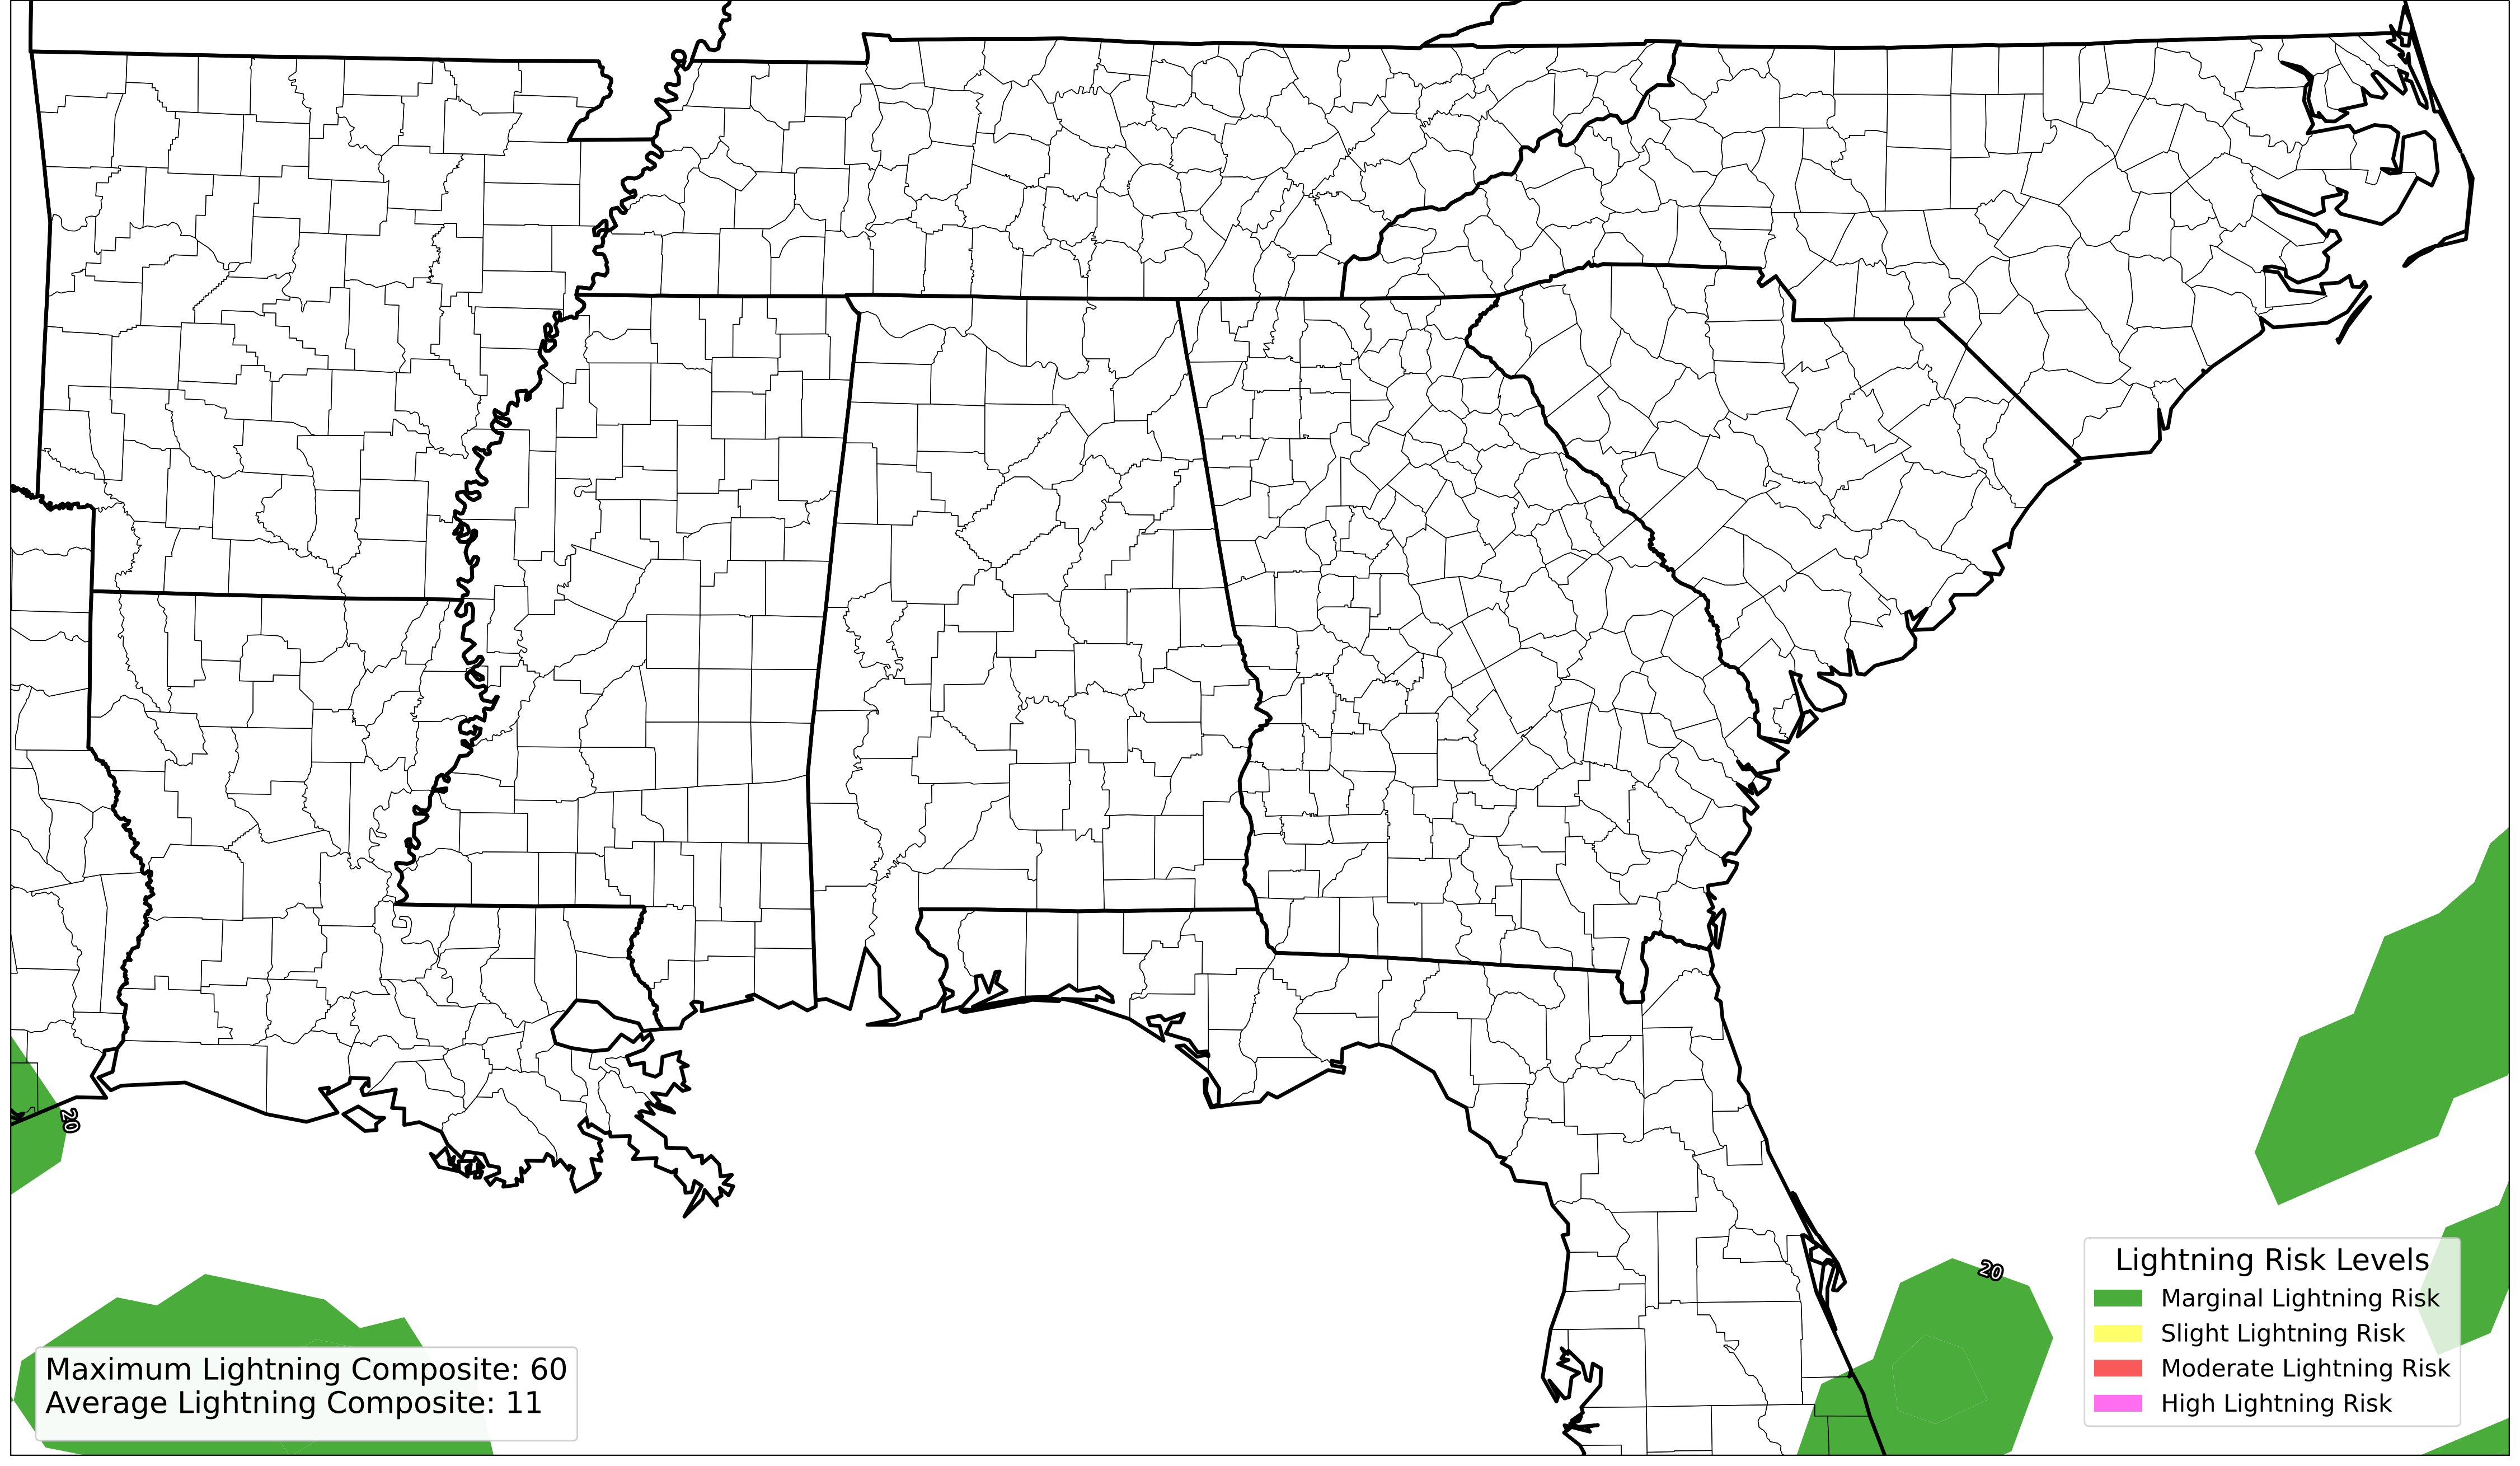 20
20
Lightning Risk Levels
Marginal Lightning Risk
Slight Lightning Risk
Moderate Lightning Risk
High Lightning Risk
Maximum Lightning Composite: 60
Average Lightning Composite: 11